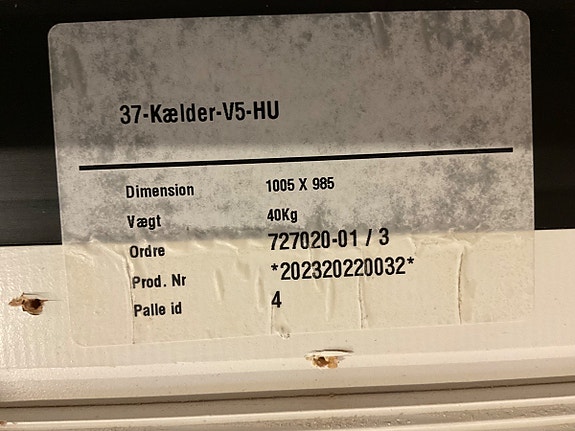 37-Kælder-V5-HU
Dimension 1005 X 985
Vægt 40Kg
Ordre 727020-01 / 3
Prod. Nr *202320220032*
Palle id 4